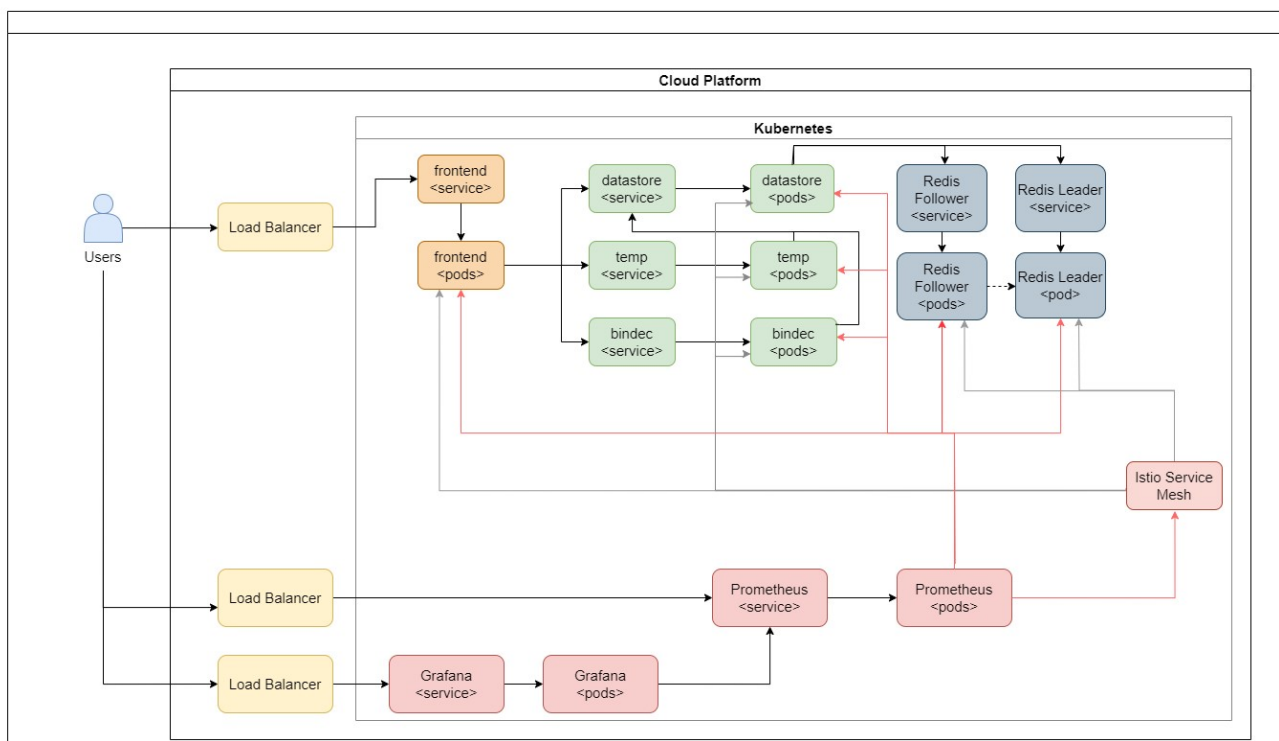 Cloud Platform
Kubernetes
Users
Load Balancer
frontend
<service>
frontend
<pods>
datastore
<service>
datastore
<pods>
temp
<service>
temp
<pods>
bindec
<service>
bindec
<pods>
Redis
Follower
<service>
Redis Leader
<service>
Redis
Follower
<pods>
Redis Leader
<pod>
Istio Service
Mesh
Load Balancer
Prometheus
<service>
Prometheus
<pods>
Load Balancer
Grafana
<service>
Grafana
<pods>